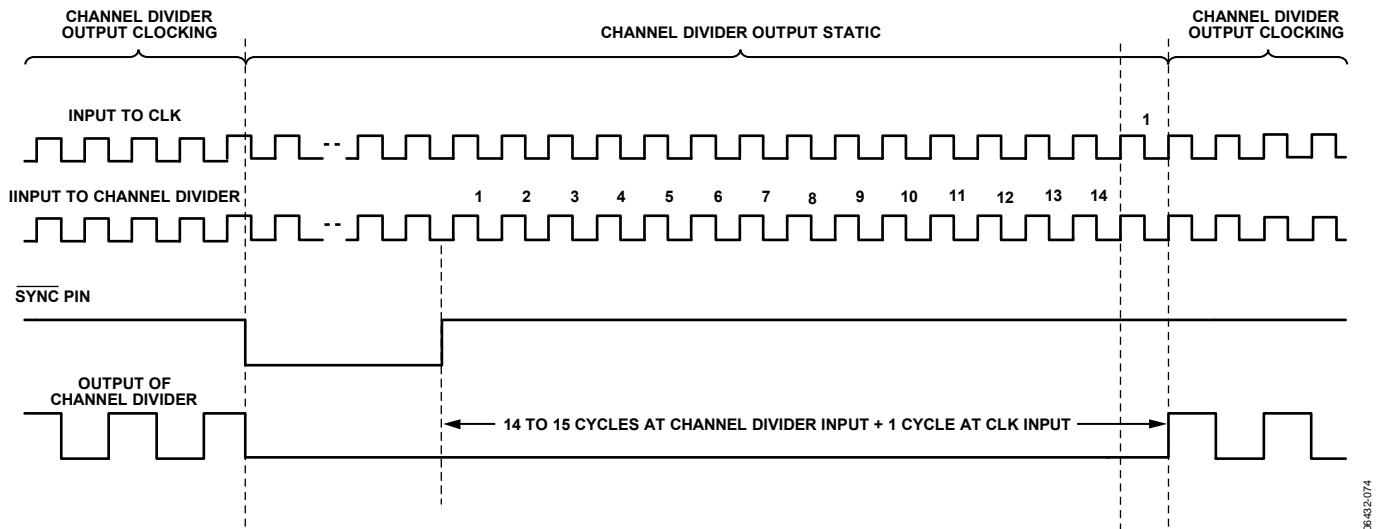 CHANNEL DIVIDER
OUTPUT CLOCKING
CHANNEL DIVIDER OUTPUT STATIC
CHANNEL DIVIDER
OUTPUT CLOCKING
INPUT TO CLK
1
IINPUT TO CHANNEL DIVIDER
1 2 3 4 5 6 7 8 9 10 11 12 13 14
SYNC PIN
OUTPUT OF
CHANNEL DIVIDER
14 TO 15 CYCLES AT CHANNEL DIVIDER INPUT + 1 CYCLE AT CLK INPUT
06432-074